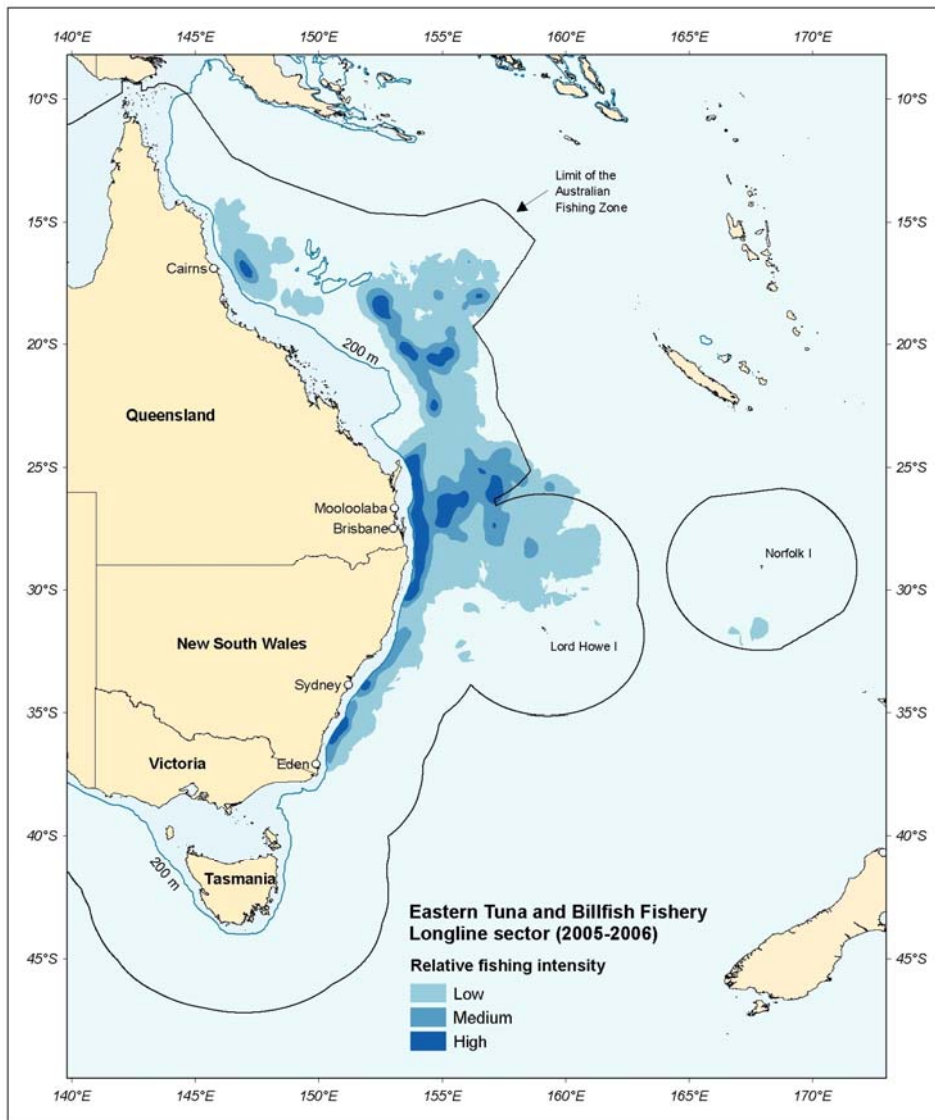 140°E 145°E 150°E 155°E 160°E 165°E 170°E
10°S 10°S
Limit of the
Australian
Fishing Zone
15°S 15°S
Cairns
200 m
20°S 20°S
Queensland
25°S 25°S
Mooloolaba
Brisbane
Norfolk I
30°S 30°S
New South Wales
Lord Howe I
Sydney
35°S 35°S
Victoria
Eden
40°S 40°S
200 m
Tasmania
Eastern Tuna and Billfish Fishery
Longline sector (2005-2006)
45°S 45°S
Relative fishing intensity
Low
Medium
High
140°E 145°E 150°E 155°E 160°E 165°E 170°E